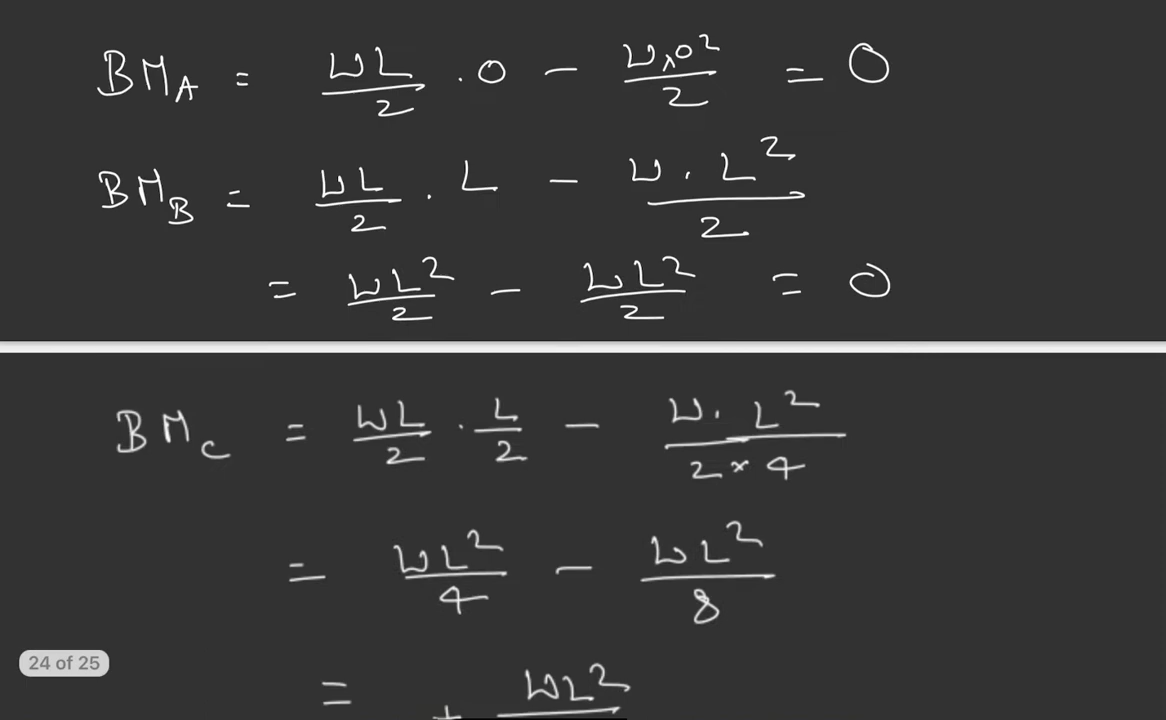 BM_A = WL/2 . 0 - W×0²/2 = 0
BM_B = WL/2 . L - W . L²/2
= WL²/2 - WL²/2 = 0
BM_C = WL/2 . L/2 - W . L²/2×4
= WL²/4 - WL²/8
= + WL²
24 of 25